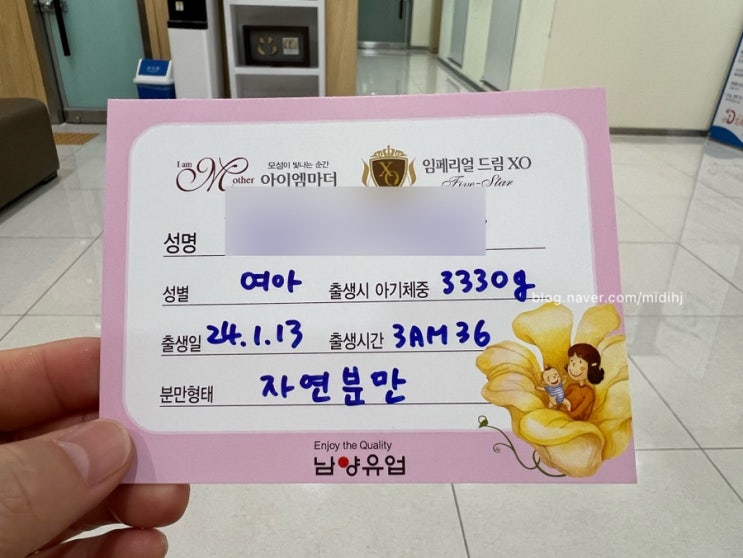 I am Mother
모성이 빛나는 순간
아이엠마더
XO
임페리얼 드림 XO
Five-Star
성명
성별 여아 출생시 아기체중 3330g
blog.naver.com/midihj
출생일 24.1.13 출생시간 3AM36
분만형태 자연분만
Enjoy the Quality
남양유업